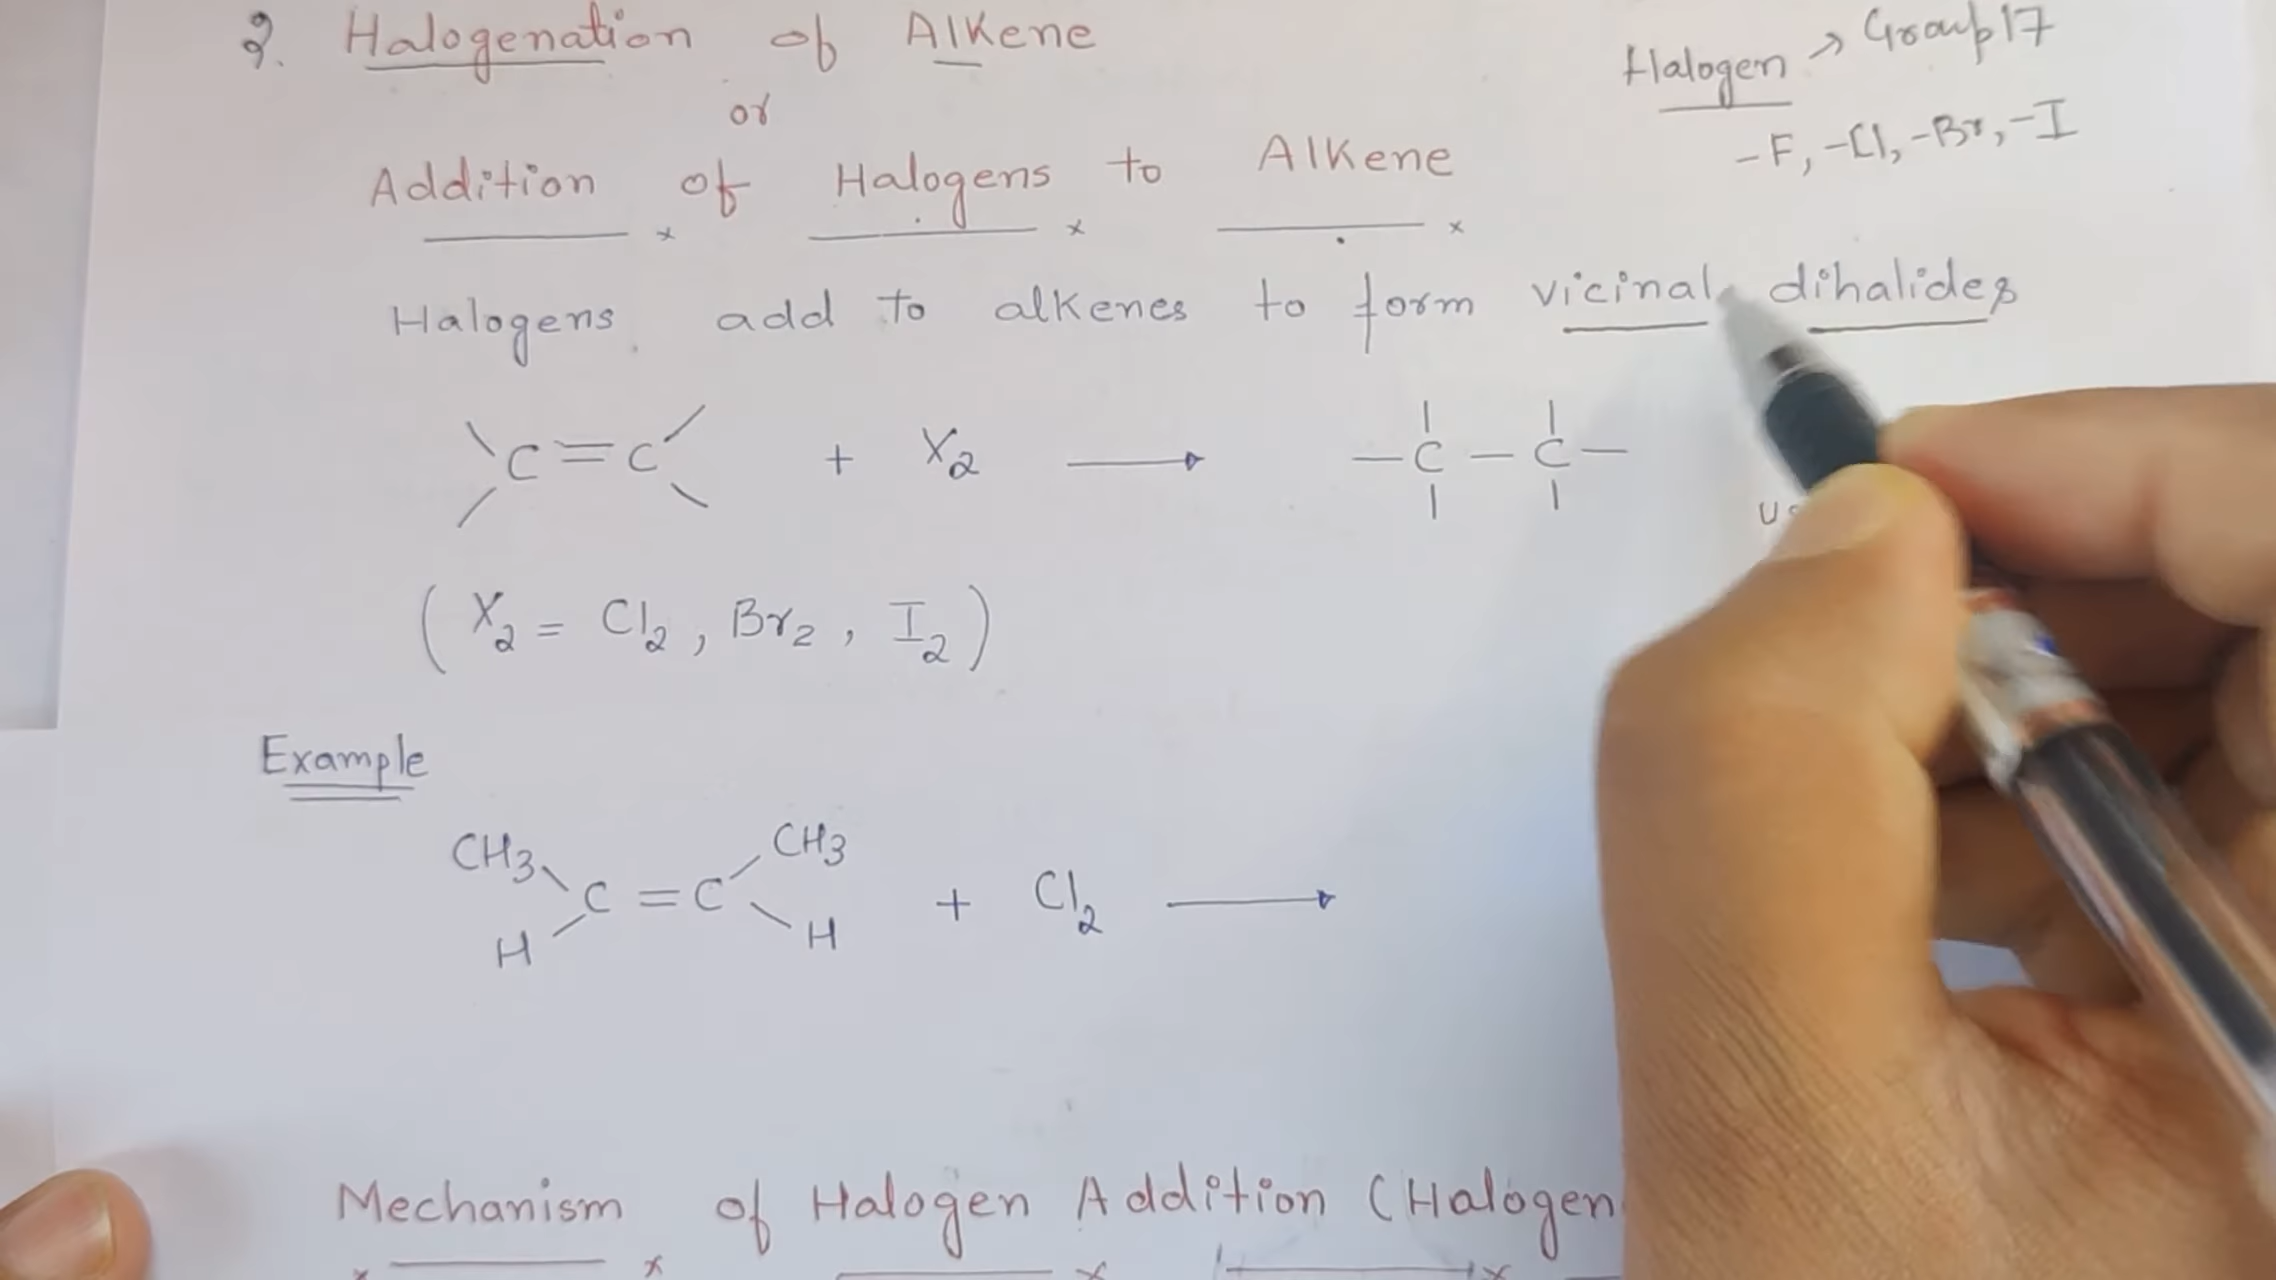 2. Halogenation of Alkene
or
Addition of Halogens to Alkene
Halogen → Group 17
-F, -Cl, -Br, -I
Halogens add to alkenes to form vicinal dihalides
C = C + X2 → - C - C -
(X2 = Cl2, Br2, I2)
Example
CH3 CH3
C = C + Cl2 →
H H
Mechanism of Halogen Addition (Halogen